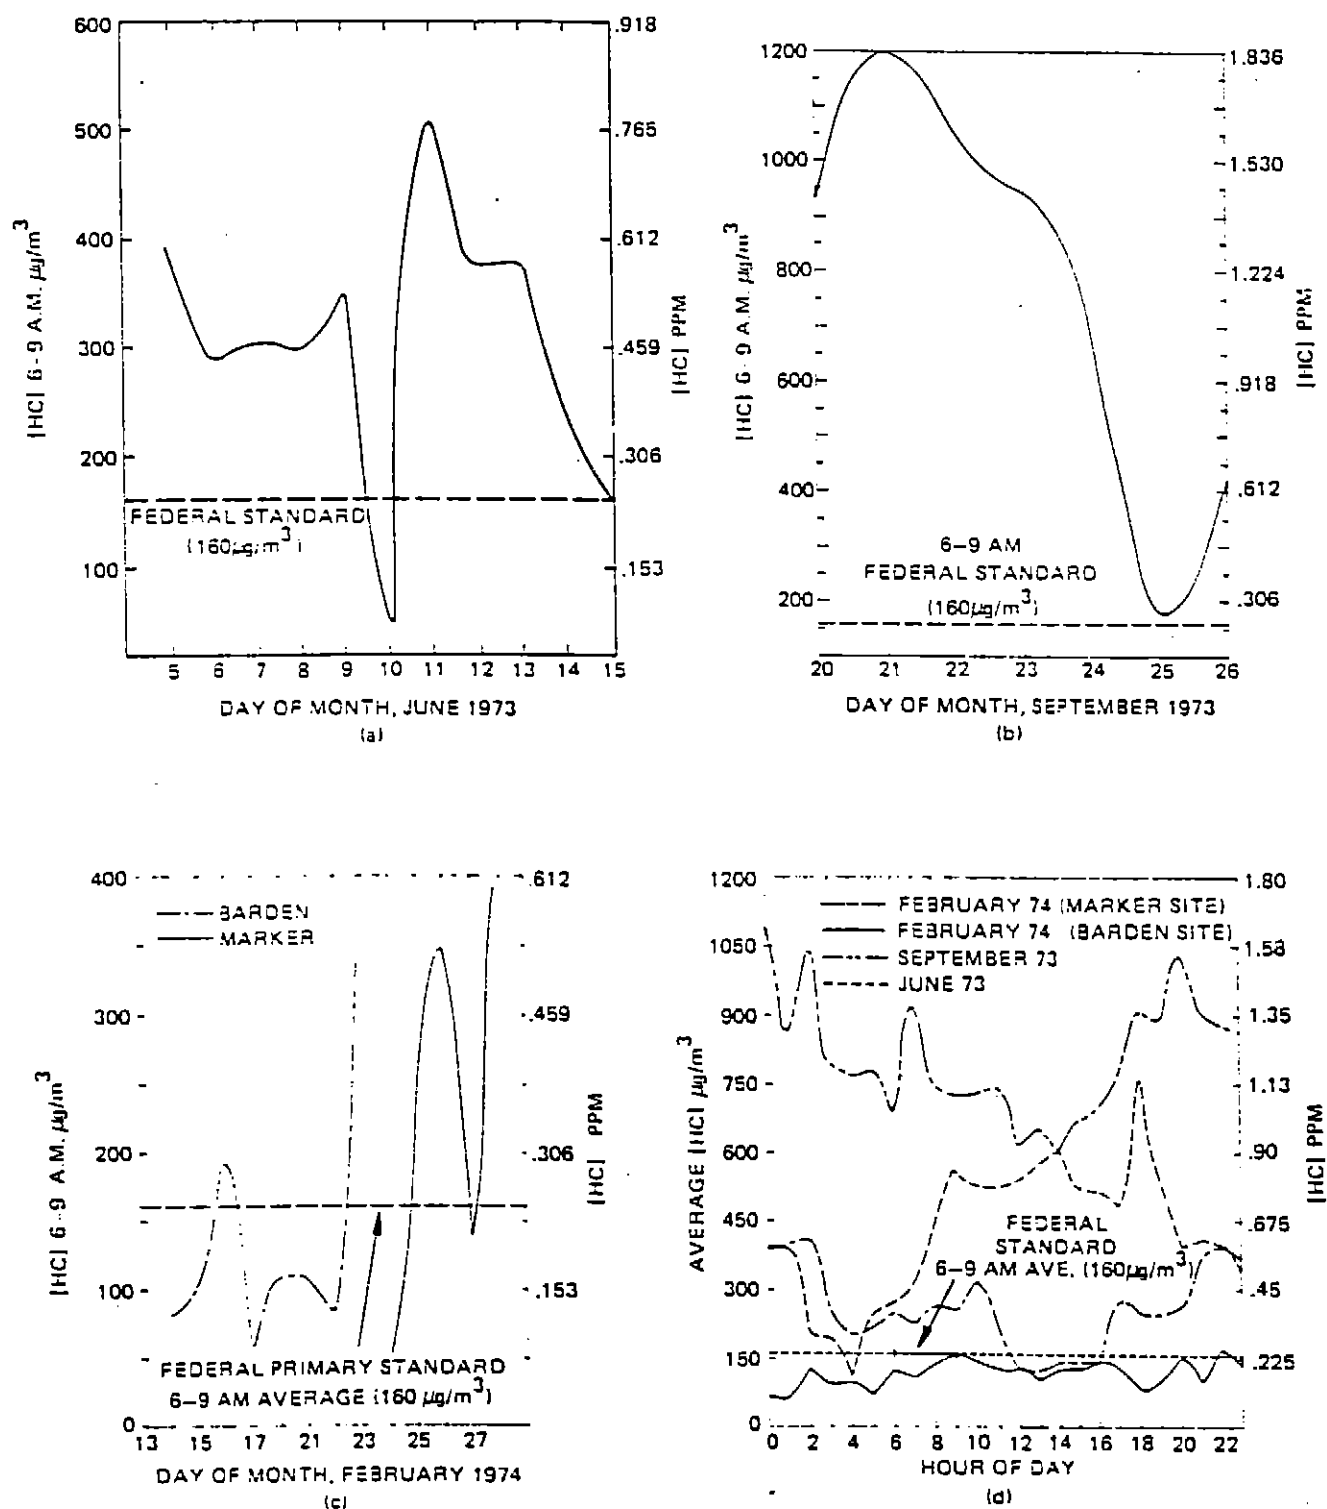 600
500
400
300
200
100
.918
.765
.612
.459
.306
.153
[HC] 6-9 A.M. µg/m³
[HC] PPM
FEDERAL STANDARD
(160µg/m³)
5 6 7 8 9 10 11 12 13 14 15
DAY OF MONTH, JUNE 1973
(a)
1200
1000
800
600
400
200
1.836
1.530
1.224
.918
.612
.306
[HC] 6-9 A.M. µg/m³
[HC] PPM
6-9 AM
FEDERAL STANDARD
(160µg/m³)
20 21 22 23 24 25 26
DAY OF MONTH, SEPTEMBER 1973
(b)
400
300
200
100
0
.612
.459
.306
.153
[HC] 6-9 A.M. µg/m³
[HC] PPM
BARDEN
MARKER
FEDERAL PRIMARY STANDARD
6-9 AM AVERAGE (160 µg/m³)
13 15 17 21 23 25 27
DAY OF MONTH, FEBRUARY 1974
(c)
1200
1050
900
750
600
450
300
150
0
1.80
1.58
1.35
1.13
.90
.675
.45
.225
AVERAGE [HC] µg/m³
[HC] PPM
FEBRUARY 74 (MARKER SITE)
FEBRUARY 74 (BARDEN SITE)
SEPTEMBER 73
JUNE 73
FEDERAL
STANDARD
6-9 AM AVE. (160µg/m³)
0 2 4 6 8 10 12 14 16 18 20 22
HOUR OF DAY
(d)